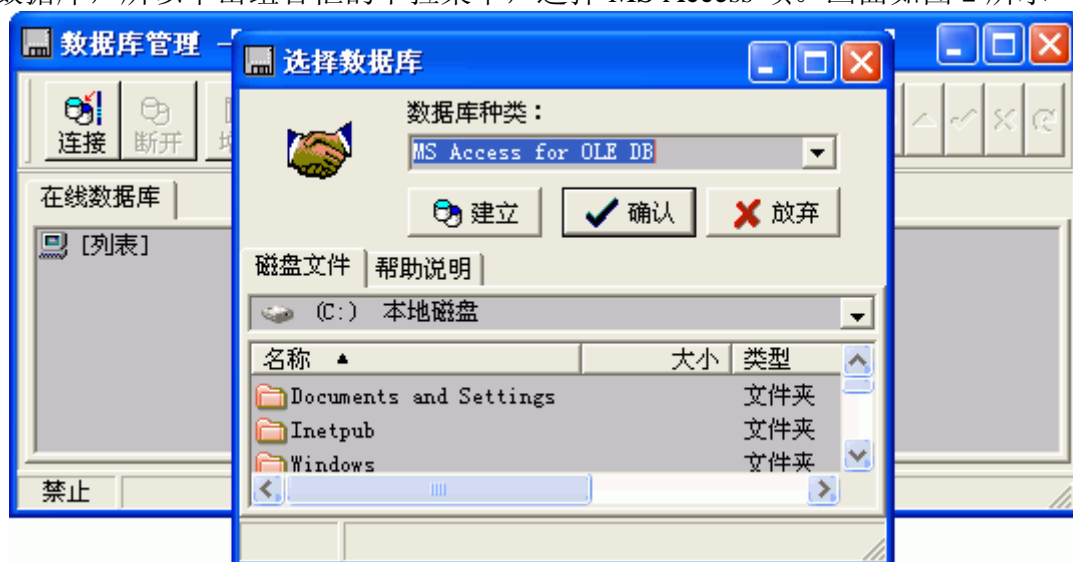 数据库管理
选择数据库
连接
断开
数据库种类：
MS Access for OLE DB
建立
确认
放弃
在线数据库
[列表]
磁盘文件
帮助说明
(C:) 本地磁盘
名称 大小 类型
Documents and Settings 文件夹
Inetpub 文件夹
Windows 文件夹
禁止